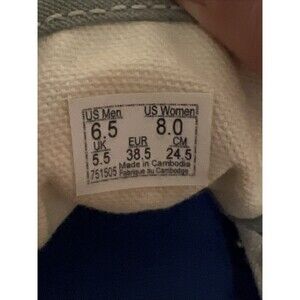 US Men US Women
6.5 8.0
UK EUR CM
5.5 38.5 24.5
751505 Made in Cambodia
Fabrique au Cambodge